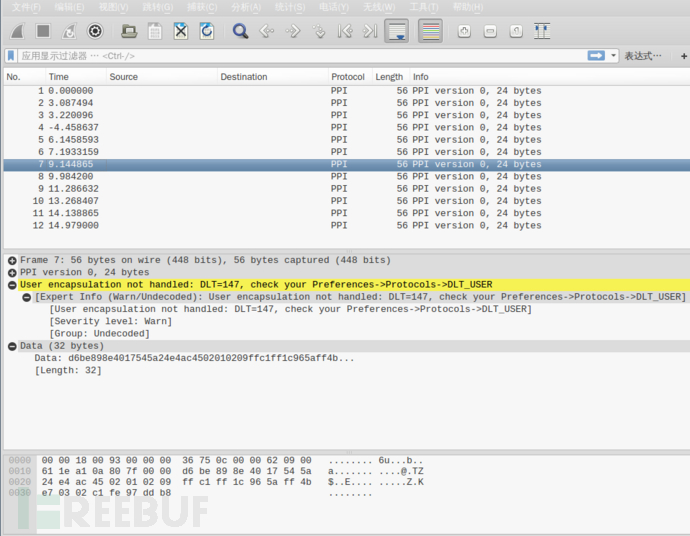 文件(F) 编辑(E) 视图(V) 跳转(G) 捕获(C) 分析(A) 统计(S) 电话(Y) 无线(W) 工具(T) 帮助(H)
应用显示过滤器 … <Ctrl-/> 表达式… +
No. Time Source Destination Protocol Length Info
1 0.000000 PPI 56 PPI version 0, 24 bytes
2 3.087494 PPI 56 PPI version 0, 24 bytes
3 3.220096 PPI 56 PPI version 0, 24 bytes
4 -4.458637 PPI 56 PPI version 0, 24 bytes
5 6.1458593 PPI 56 PPI version 0, 24 bytes
6 7.1933159 PPI 56 PPI version 0, 24 bytes
7 9.144865 PPI 56 PPI version 0, 24 bytes
8 9.984200 PPI 56 PPI version 0, 24 bytes
9 11.286632 PPI 56 PPI version 0, 24 bytes
10 13.268407 PPI 56 PPI version 0, 24 bytes
11 14.138865 PPI 56 PPI version 0, 24 bytes
12 14.979000 PPI 56 PPI version 0, 24 bytes
Frame 7: 56 bytes on wire (448 bits), 56 bytes captured (448 bits)
PPI version 0, 24 bytes
User encapsulation not handled: DLT=147, check your Preferences->Protocols->DLT_USER
[Expert Info (Warn/Undecoded): User encapsulation not handled: DLT=147, check your Preferences->Protocols->DLT_USER]
[User encapsulation not handled: DLT=147, check your Preferences->Protocols->DLT_USER]
[Severity level: Warn]
[Group: Undecoded]
Data (32 bytes)
Data: d6be898e4017545a24e4ac4502010209ffc1ff1c965aff4b...
[Length: 32]
0000 00 00 18 00 93 00 00 00 36 75 0c 00 00 62 09 00 ........ 6u...b..
0010 61 1e a1 0a 80 7f 00 00 d6 be 89 8e 40 17 54 5a a....... ....@.TZ
0020 24 e4 ac 45 02 01 02 09 ff c1 ff 1c 96 5a ff 4b $..E.... .....Z.K
0030 e7 03 02 c1 fe 97 dd b8 ........
FREEBUF